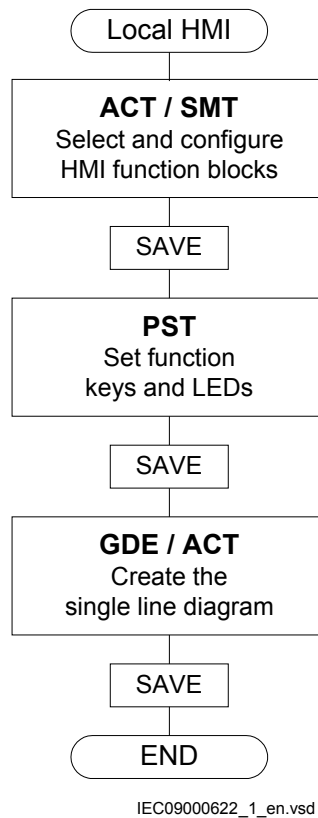 Local HMI
ACT / SMT
Select and configure
HMI function blocks
SAVE
PST
Set function
keys and LEDs
SAVE
GDE / ACT
Create the
single line diagram
SAVE
END
IEC09000622_1_en.vsd